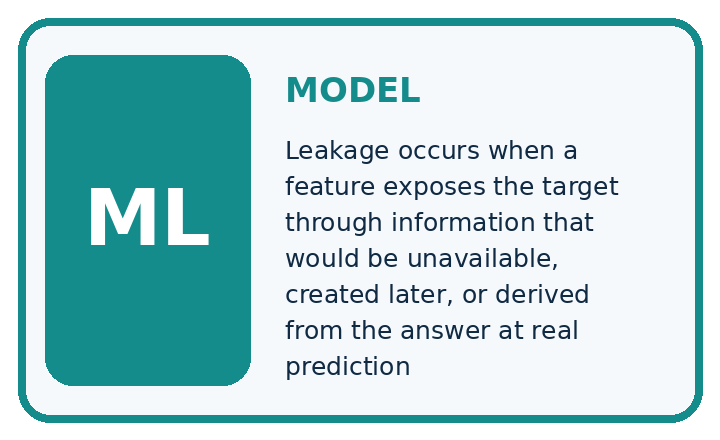 ML
MODEL
Leakage occurs when a
feature exposes the target
through information that
would be unavailable,
created later, or derived
from the answer at real
prediction